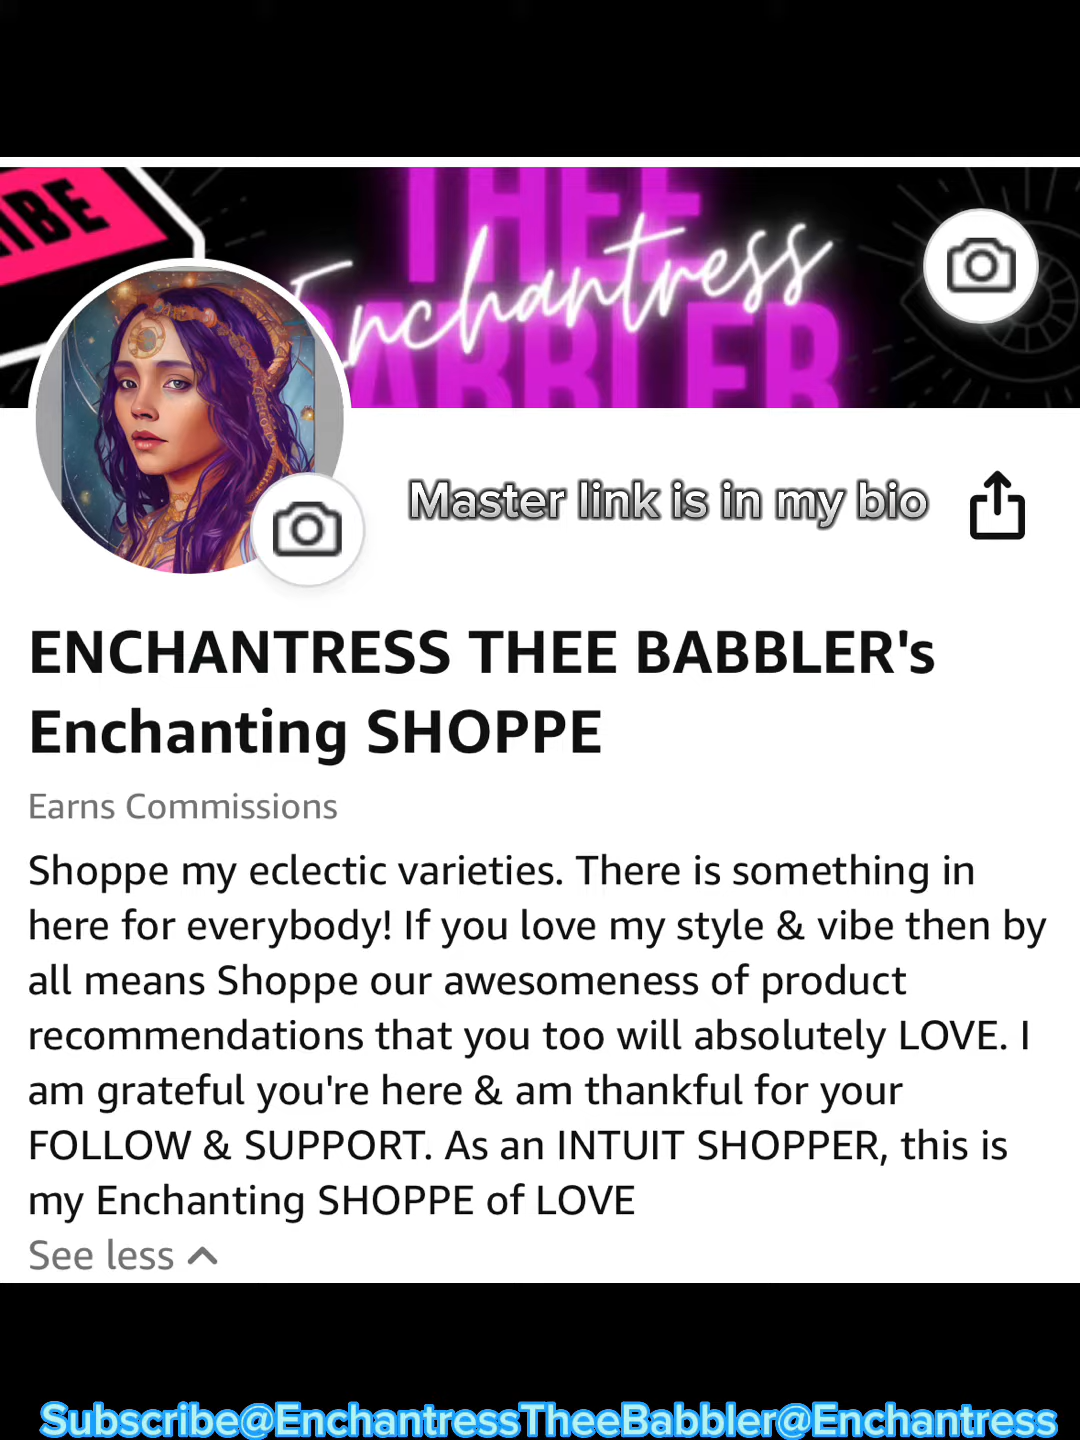 IBE
THEE
Enchantress
BABBLER
Master link is in my bio
ENCHANTRESS THEE BABBLER's
Enchanting SHOPPE
Earns Commissions
Shoppe my eclectic varieties. There is something in
here for everybody! If you love my style & vibe then by
all means Shoppe our awesomeness of product
recommendations that you too will absolutely LOVE. I
am grateful you're here & am thankful for your
FOLLOW & SUPPORT. As an INTUIT SHOPPER, this is
my Enchanting SHOPPE of LOVE
See less
Subscribe@EnchantressTheeBabbler@Enchantress